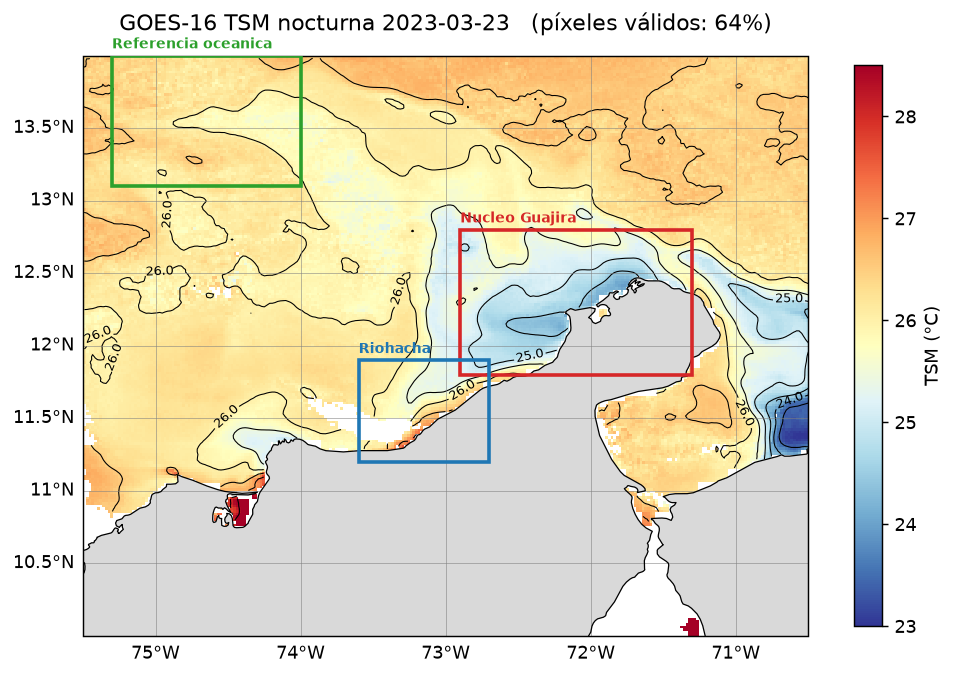 GOES-16 TSM nocturna 2023-03-23 (píxeles válidos: 64%)
Referencia oceanica
Nucleo Guajira
Riohacha
26.0
26.0
26.0
26.0
26.0
25.0
25.0
26.0
26.0
24.0
26.0
13.5°N
13°N
12.5°N
12°N
11.5°N
11°N
10.5°N
75°W
74°W
73°W
72°W
71°W
28
27
26
25
24
23
TSM (°C)